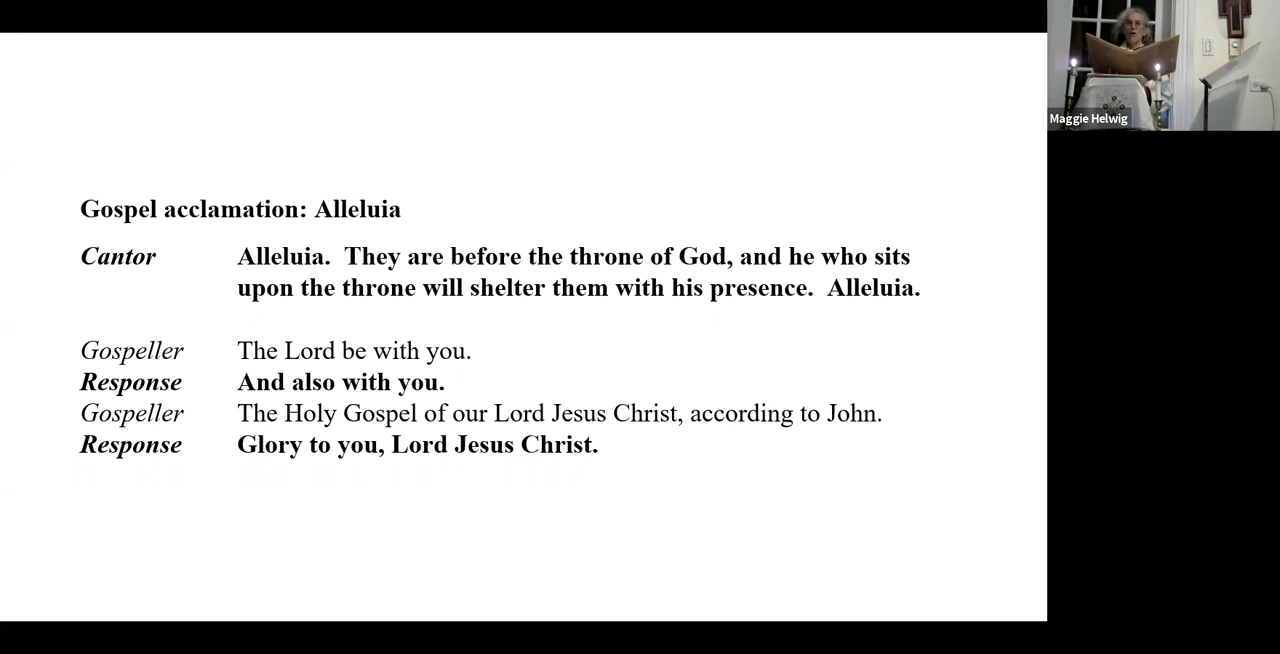 Gospel acclamation: Alleluia
Cantor Alleluia. They are before the throne of God, and he who sits
upon the throne will shelter them with his presence. Alleluia.
Gospeller The Lord be with you.
Response And also with you.
Gospeller The Holy Gospel of our Lord Jesus Christ, according to John.
Response Glory to you, Lord Jesus Christ.
Maggie Helwig